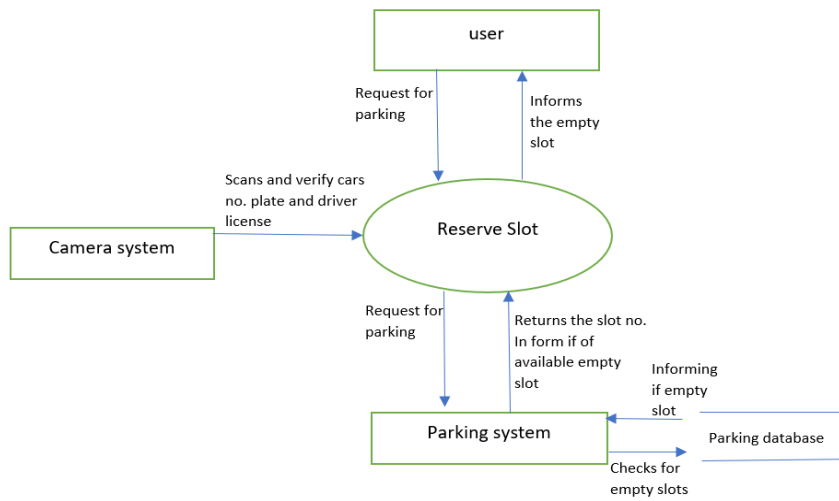 user
Request for
parking
Informs
the empty
slot
Scans and verify cars
no. plate and driver
license
Camera system
Reserve Slot
Request for
parking
Returns the slot no.
In form if of
available empty
slot
Informing
if empty
slot
Parking system
Parking database
Checks for
empty slots